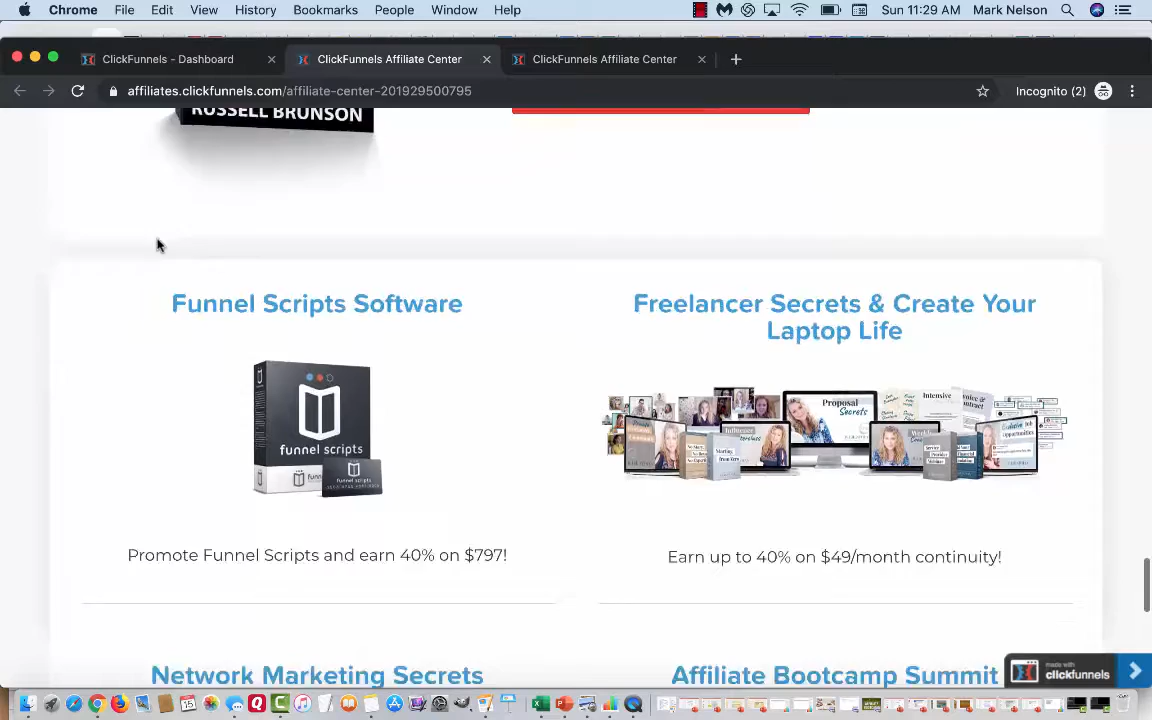 Chrome File Edit View History Bookmarks People Window Help Sun 11:29 AM Mark Nelson
ClickFunnels - Dashboard ClickFunnels Affiliate Center ClickFunnels Affiliate Center
affiliates.clickfunnels.com/affiliate-center-201929500795 Incognito (2)
RUSSELL BRUNSON
Funnel Scripts Software
Freelancer Secrets & Create Your
Laptop Life
funnel scripts
funnel scripts
Proposal
Secrets
Intensive
Promote Funnel Scripts and earn 40% on $797!
Earn up to 40% on $49/month continuity!
Network Marketing Secrets
Affiliate Bootcamp Summit
made with
clickfunnels